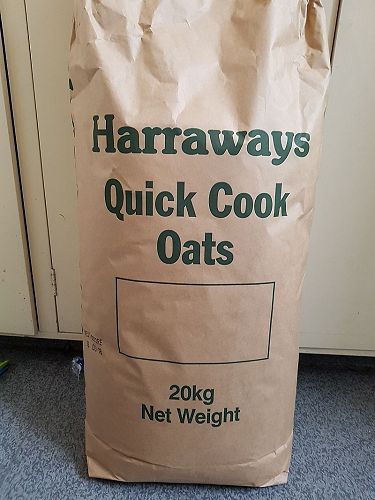 Harraways
Quick Cook
Oats
20kg
Net Weight